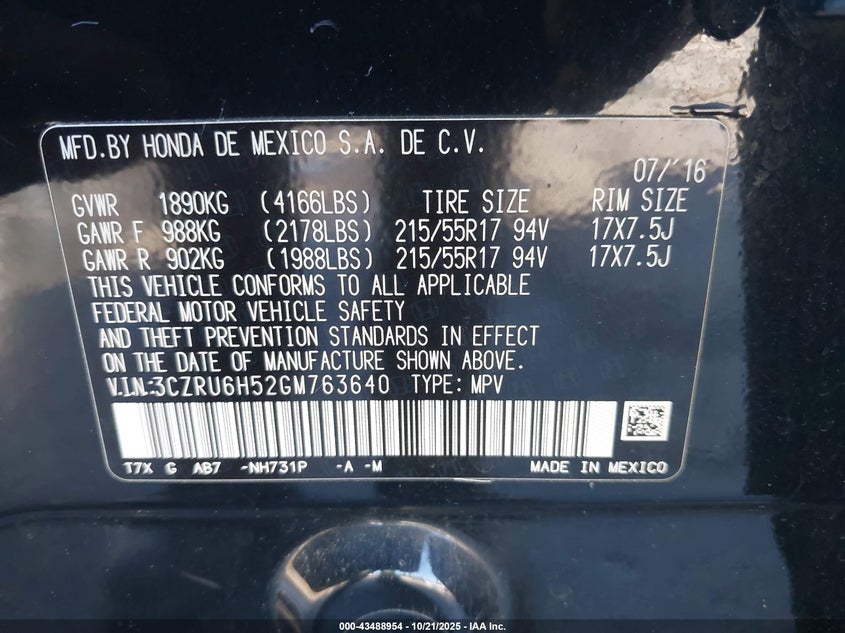 MFD.BY HONDA DE MEXICO S.A. DE C.V.
07/'16
GVWR 1890KG (4166LBS) TIRE SIZE RIM SIZE
GAWR F 988KG (2178LBS) 215/55R17 94V 17X7.5J
GAWR R 902KG (1988LBS) 215/55R17 94V 17X7.5J
THIS VEHICLE CONFORMS TO ALL APPLICABLE
FEDERAL MOTOR VEHICLE SAFETY
AND THEFT PREVENTION STANDARDS IN EFFECT
ON THE DATE OF MANUFACTURE SHOWN ABOVE.
V.I.N:3CZRU6H52GM763640 TYPE: MPV
T7X G AB7 -NH731P -A -M MADE IN MEXICO
000-43488954 - 10/21/2025 - IAA Inc.